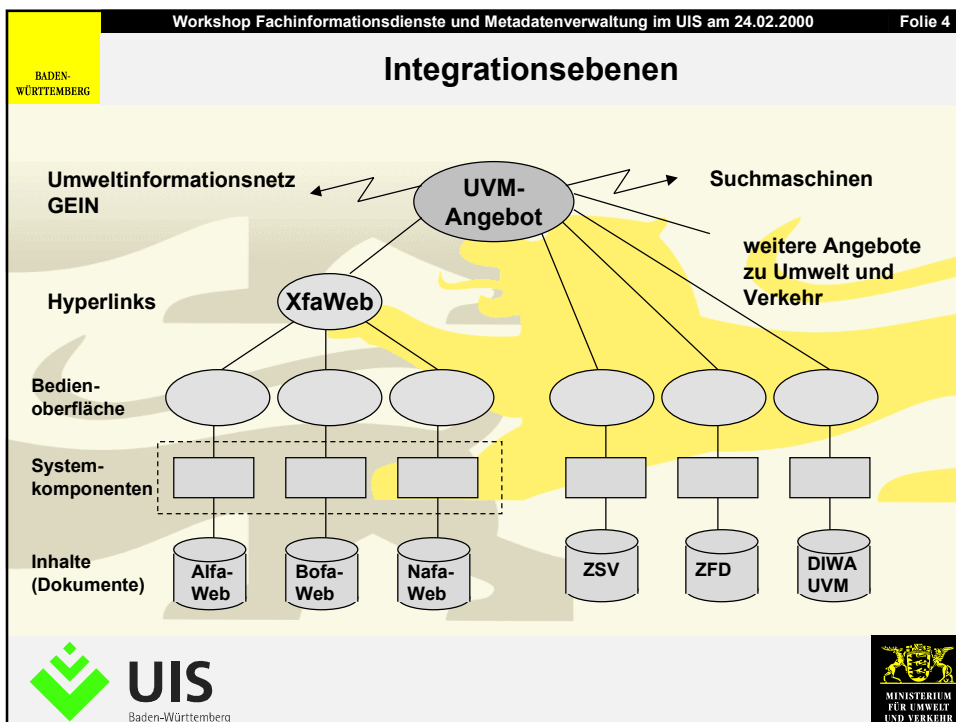 Workshop Fachinformationsdienste und Metadatenverwaltung im UIS am 24.02.2000 Folie 4
BADEN-
WÜRTTEMBERG
Integrationsebenen
Umweltinformationsnetz
GEIN
UVM-
Angebot
Suchmaschinen
weitere Angebote
zu Umwelt und
Verkehr
Hyperlinks
XfaWeb
Bedien-
oberfläche
System-
komponenten
Inhalte
(Dokumente)
Alfa-
Web
Bofa-
Web
Nafa-
Web
ZSV
ZFD
DIWA
UVM
UIS
Baden-Württemberg
MINISTERIUM
FÜR UMWELT
UND VERKEHR